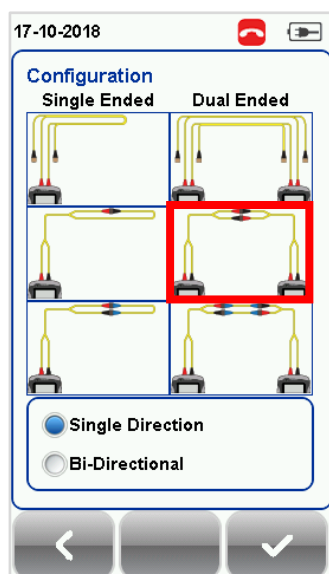 17-10-2018
Configuration
Single Ended Dual Ended
Single Direction
Bi-Directional